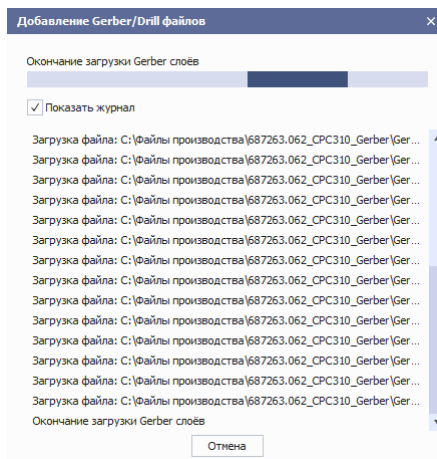 Добавление Gerber/Drill файлов
Окончание загрузки Gerber слоёв
Показать журнал
Загрузка файла: C:\Файлы производства\687263.062_CPC310_Gerber\Ger...
Загрузка файла: C:\Файлы производства\687263.062_CPC310_Gerber\Ger...
Загрузка файла: C:\Файлы производства\687263.062_CPC310_Gerber\Ger...
Загрузка файла: C:\Файлы производства\687263.062_CPC310_Gerber\Ger...
Загрузка файла: C:\Файлы производства\687263.062_CPC310_Gerber\Ger...
Загрузка файла: C:\Файлы производства\687263.062_CPC310_Gerber\Ger...
Загрузка файла: C:\Файлы производства\687263.062_CPC310_Gerber\Ger...
Загрузка файла: C:\Файлы производства\687263.062_CPC310_Gerber\Ger...
Загрузка файла: C:\Файлы производства\687263.062_CPC310_Gerber\Ger...
Загрузка файла: C:\Файлы производства\687263.062_CPC310_Gerber\Ger...
Загрузка файла: C:\Файлы производства\687263.062_CPC310_Gerber\Ger...
Загрузка файла: C:\Файлы производства\687263.062_CPC310_Gerber\Ger...
Загрузка файла: C:\Файлы производства\687263.062_CPC310_Gerber\Ger...
Загрузка файла: C:\Файлы производства\687263.062_CPC310_Gerber\Ger...
Окончание загрузки Gerber слоёв
Отмена